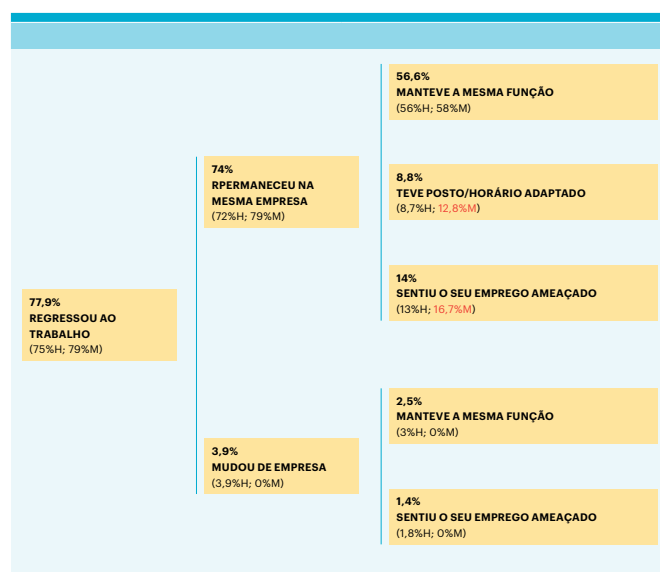 56,6%
MANTEVE A MESMA FUNÇÃO
(56%H; 58%M)
74%
RPERMANECEU NA
MESMA EMPRESA
(72%H; 79%M)
8,8%
TEVE POSTO/HORÁRIO ADAPTADO
(8,7%H; 12,8%M)
14%
SENTIU O SEU EMPREGO AMEAÇADO
(13%H; 16,7%M)
77,9%
REGRESSOU AO
TRABALHO
(75%H; 79%M)
2,5%
MANTEVE A MESMA FUNÇÃO
(3%H; 0%M)
3,9%
MUDOU DE EMPRESA
(3,9%H; 0%M)
1,4%
SENTIU O SEU EMPREGO AMEAÇADO
(1,8%H; 0%M)